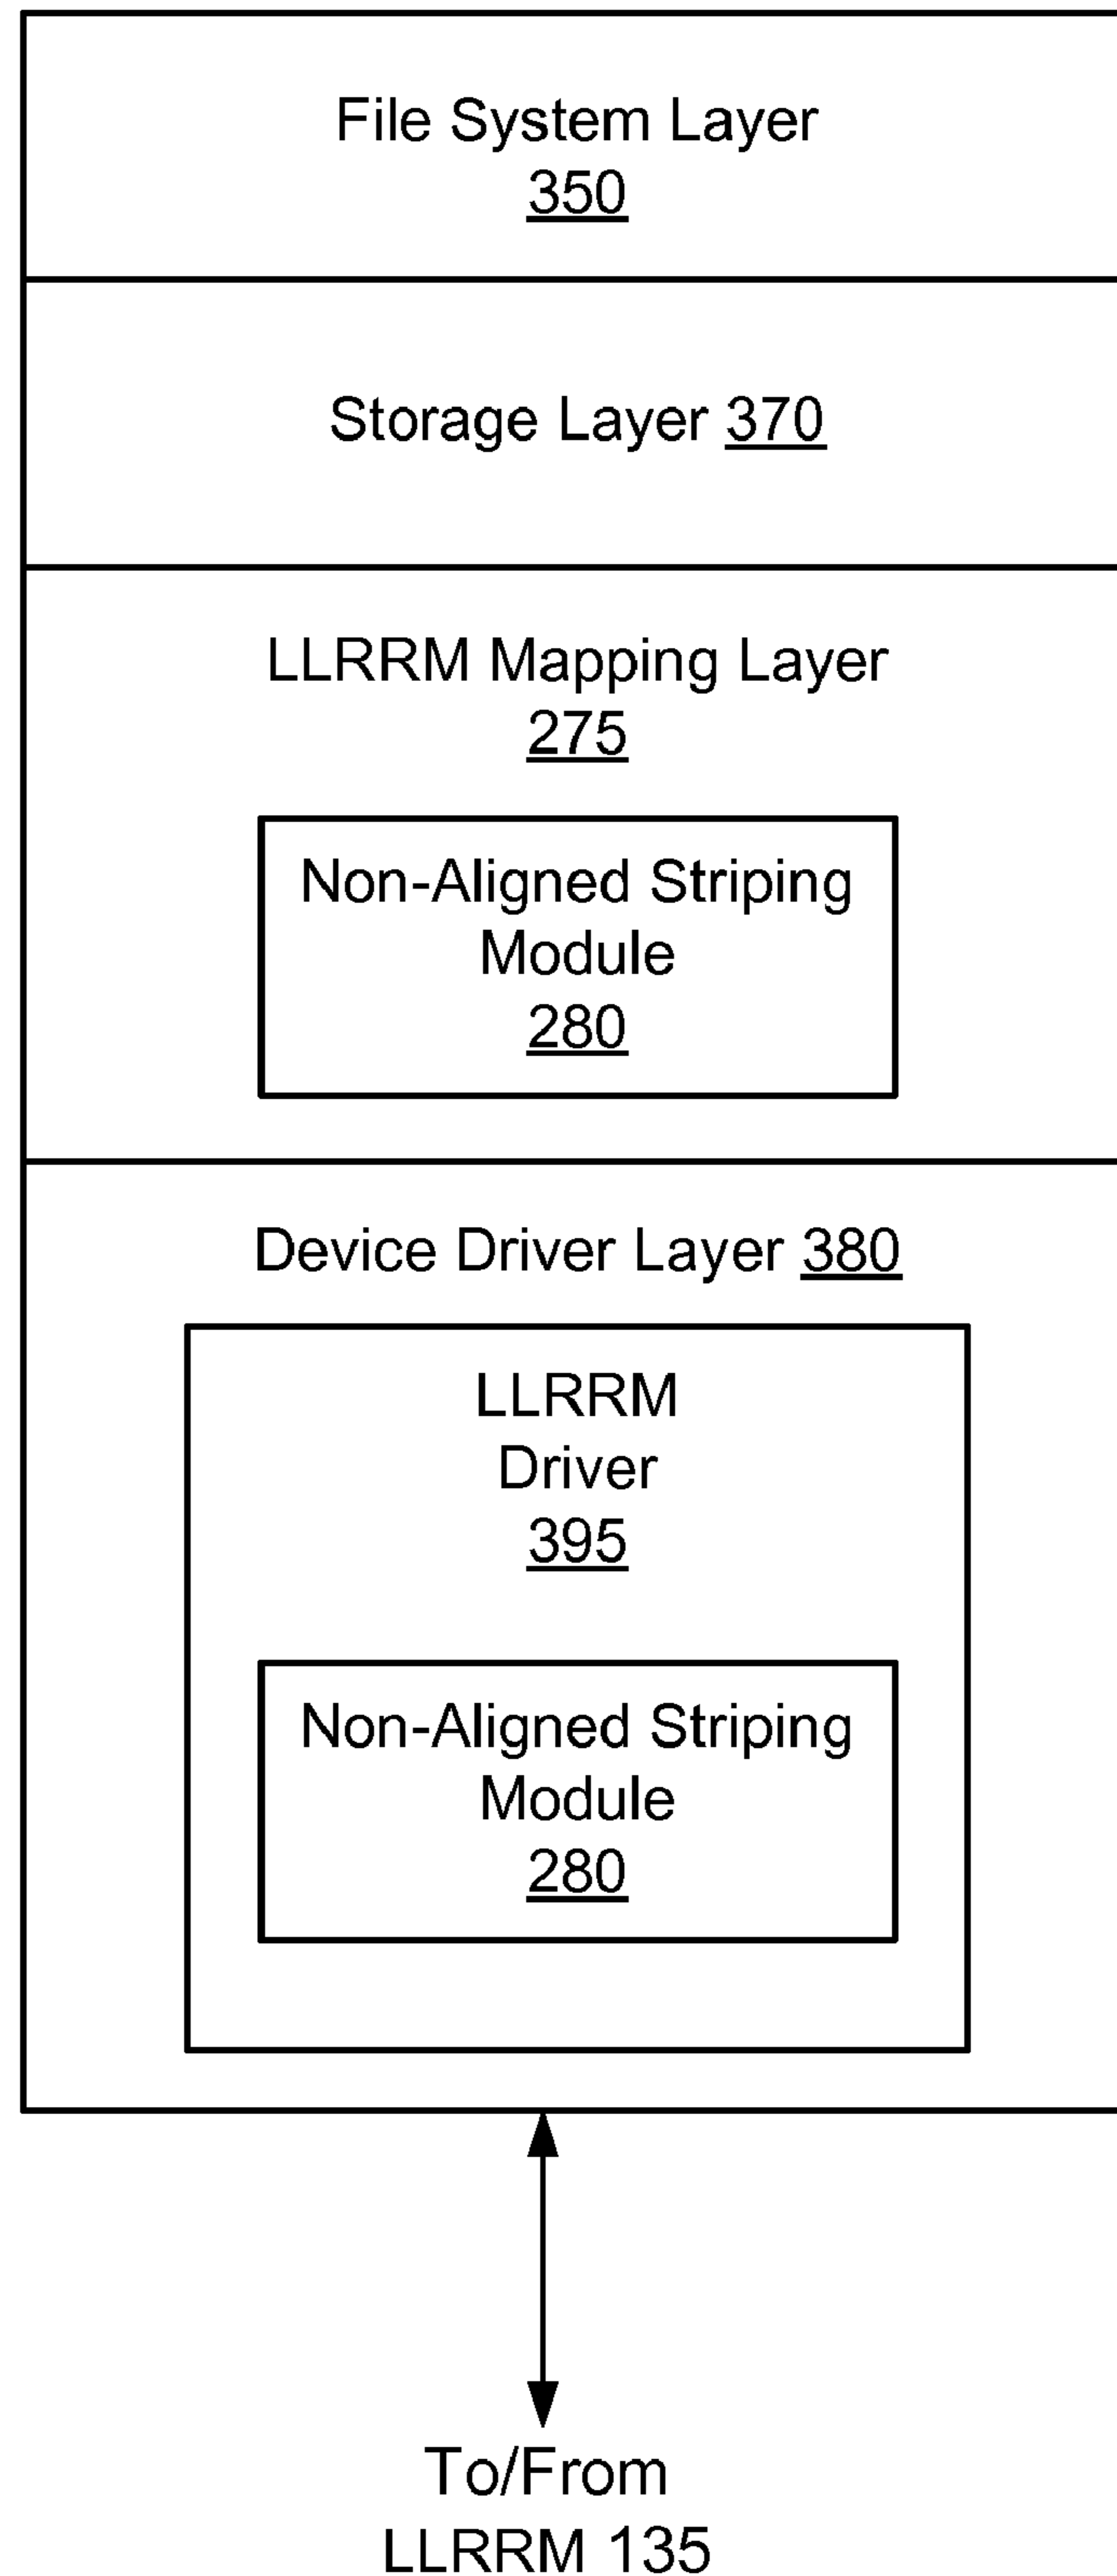 File System Layer
350
Storage Layer 370
LLRRM Mapping Layer
275
Non-Aligned Striping
Module
280
Device Driver Layer 380
LLRRM
Driver
395
Non-Aligned Striping
Module
280
To/From
LLRRM 135